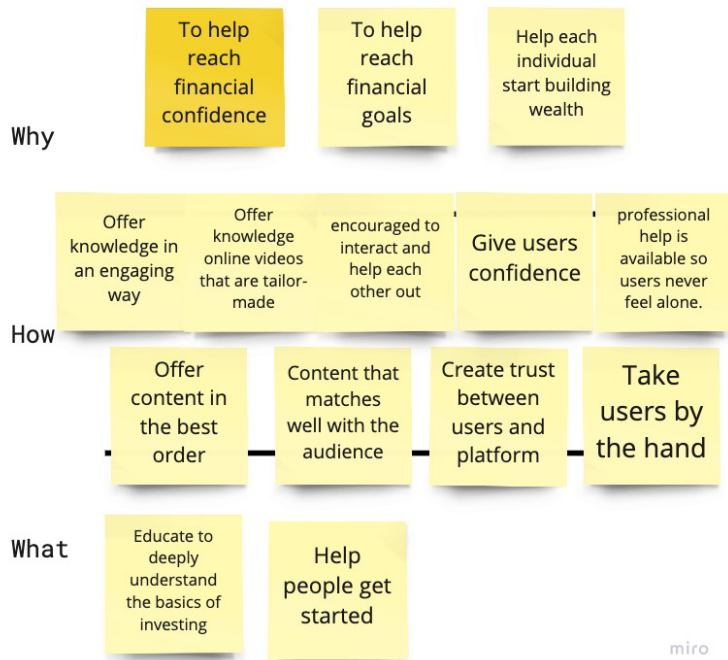 To help
reach
financial
confidence
To help
reach
financial
goals
Help each
individual
start building
wealth
Why
Offer
knowledge in
an engaging
way
Offer
knowledge
online videos
that are tailor-
made
encouraged to
interact and
help each
other out
Give users
confidence
professional
help is
available so
users never
feel alone.
How
Offer
content in
the best
order
Content that
matches
well with the
audience
Create trust
between
users and
platform
Take
users by
the hand
What
Educate to
deeply
understand
the basics of
investing
Help
people get
started
miro